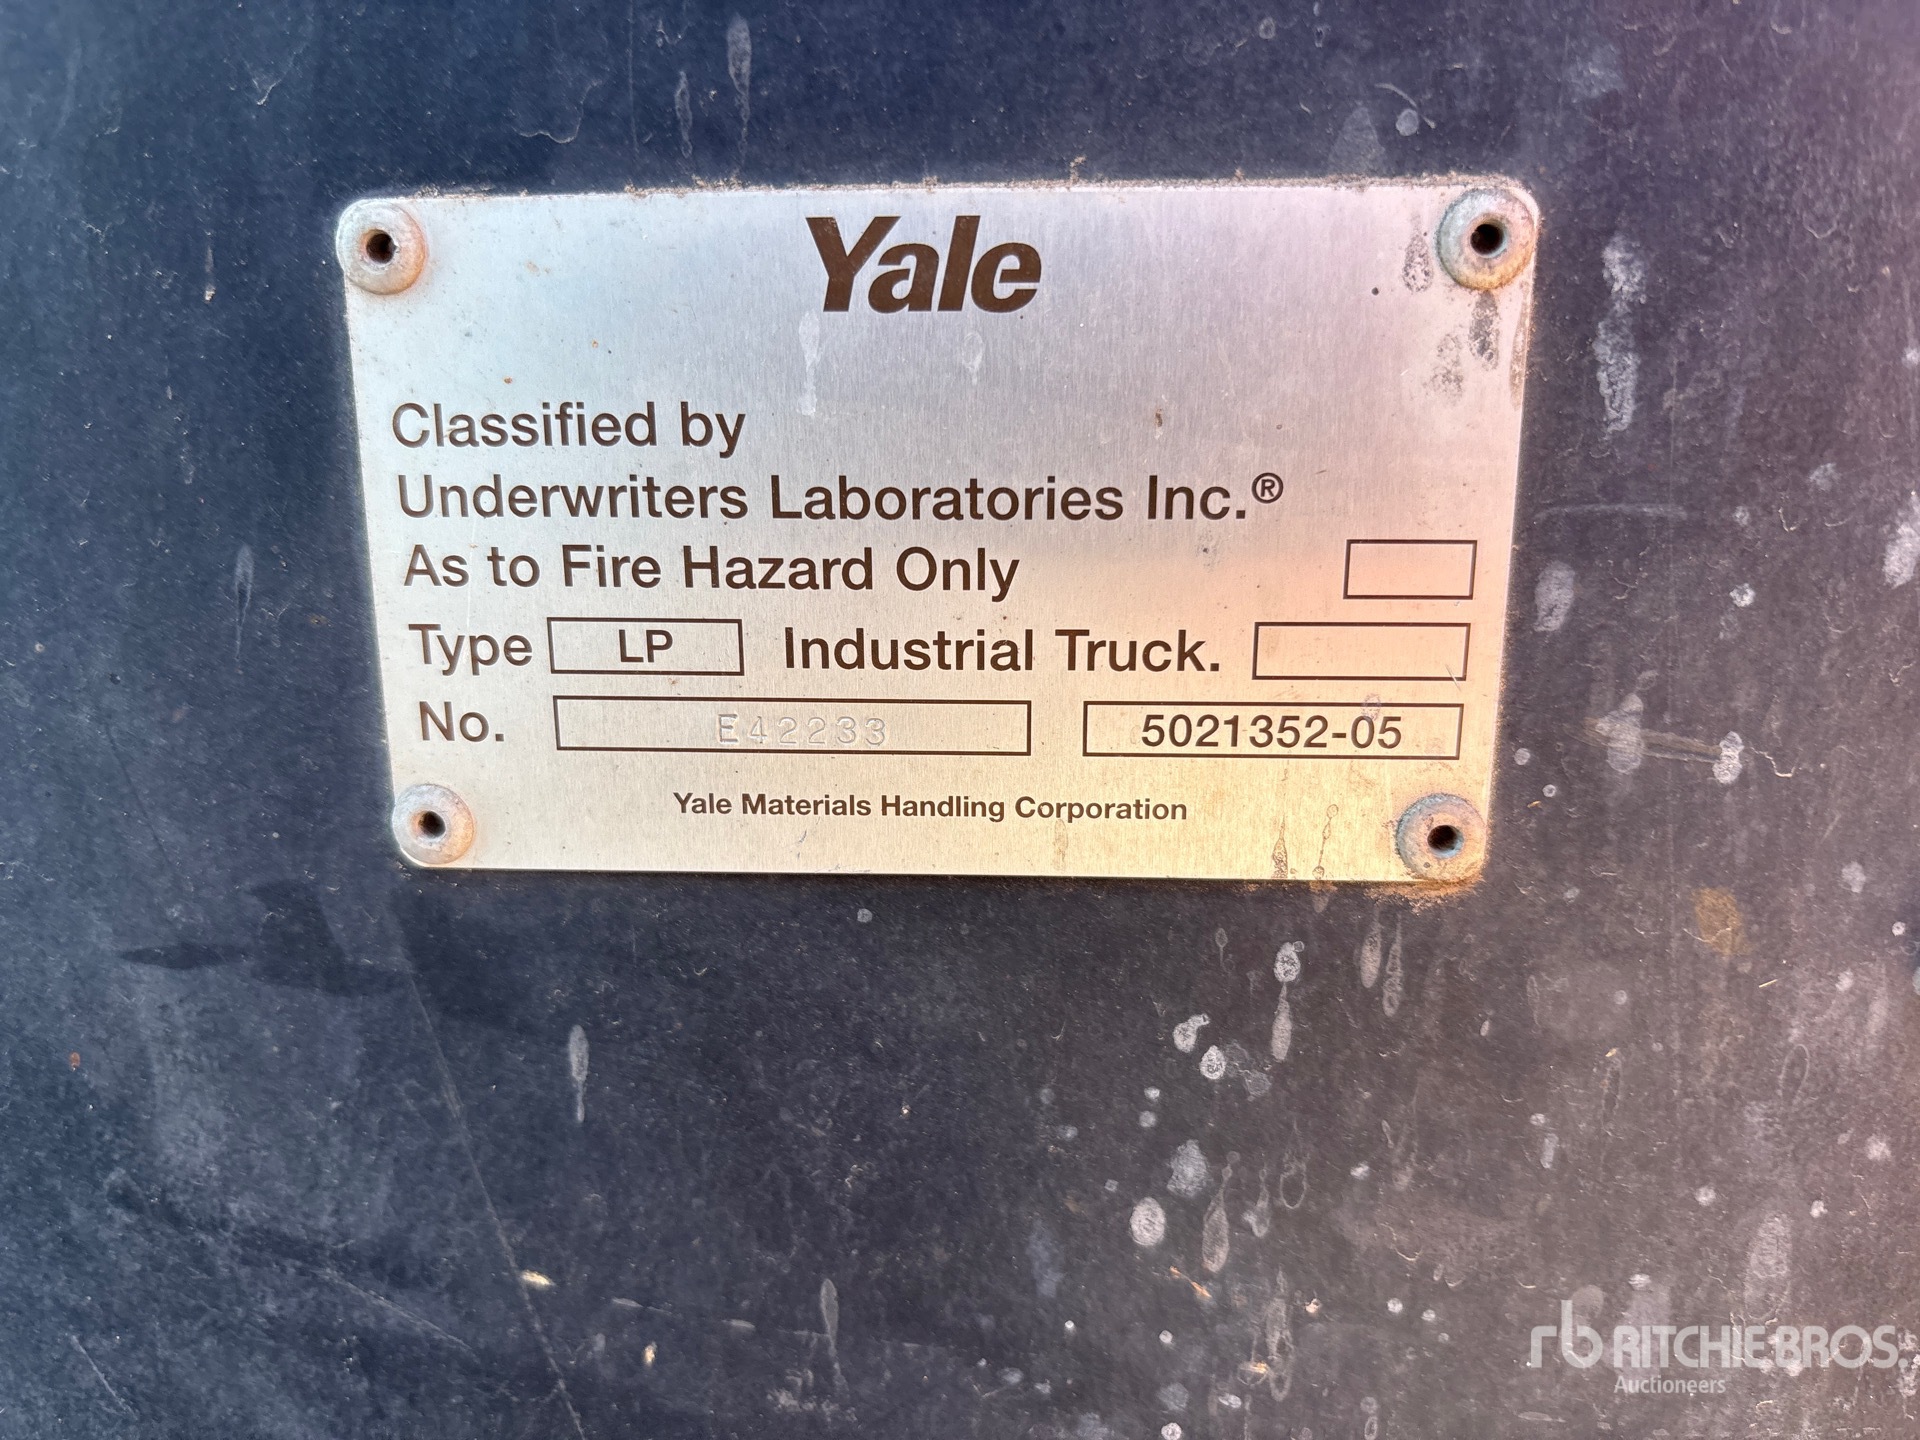 Yale
Classified by
Underwriters Laboratories Inc.®
As to Fire Hazard Only
Type LP Industrial Truck.
No. E42233 5021352-05
Yale Materials Handling Corporation
rb RITCHIE BROS.
Auctioneers